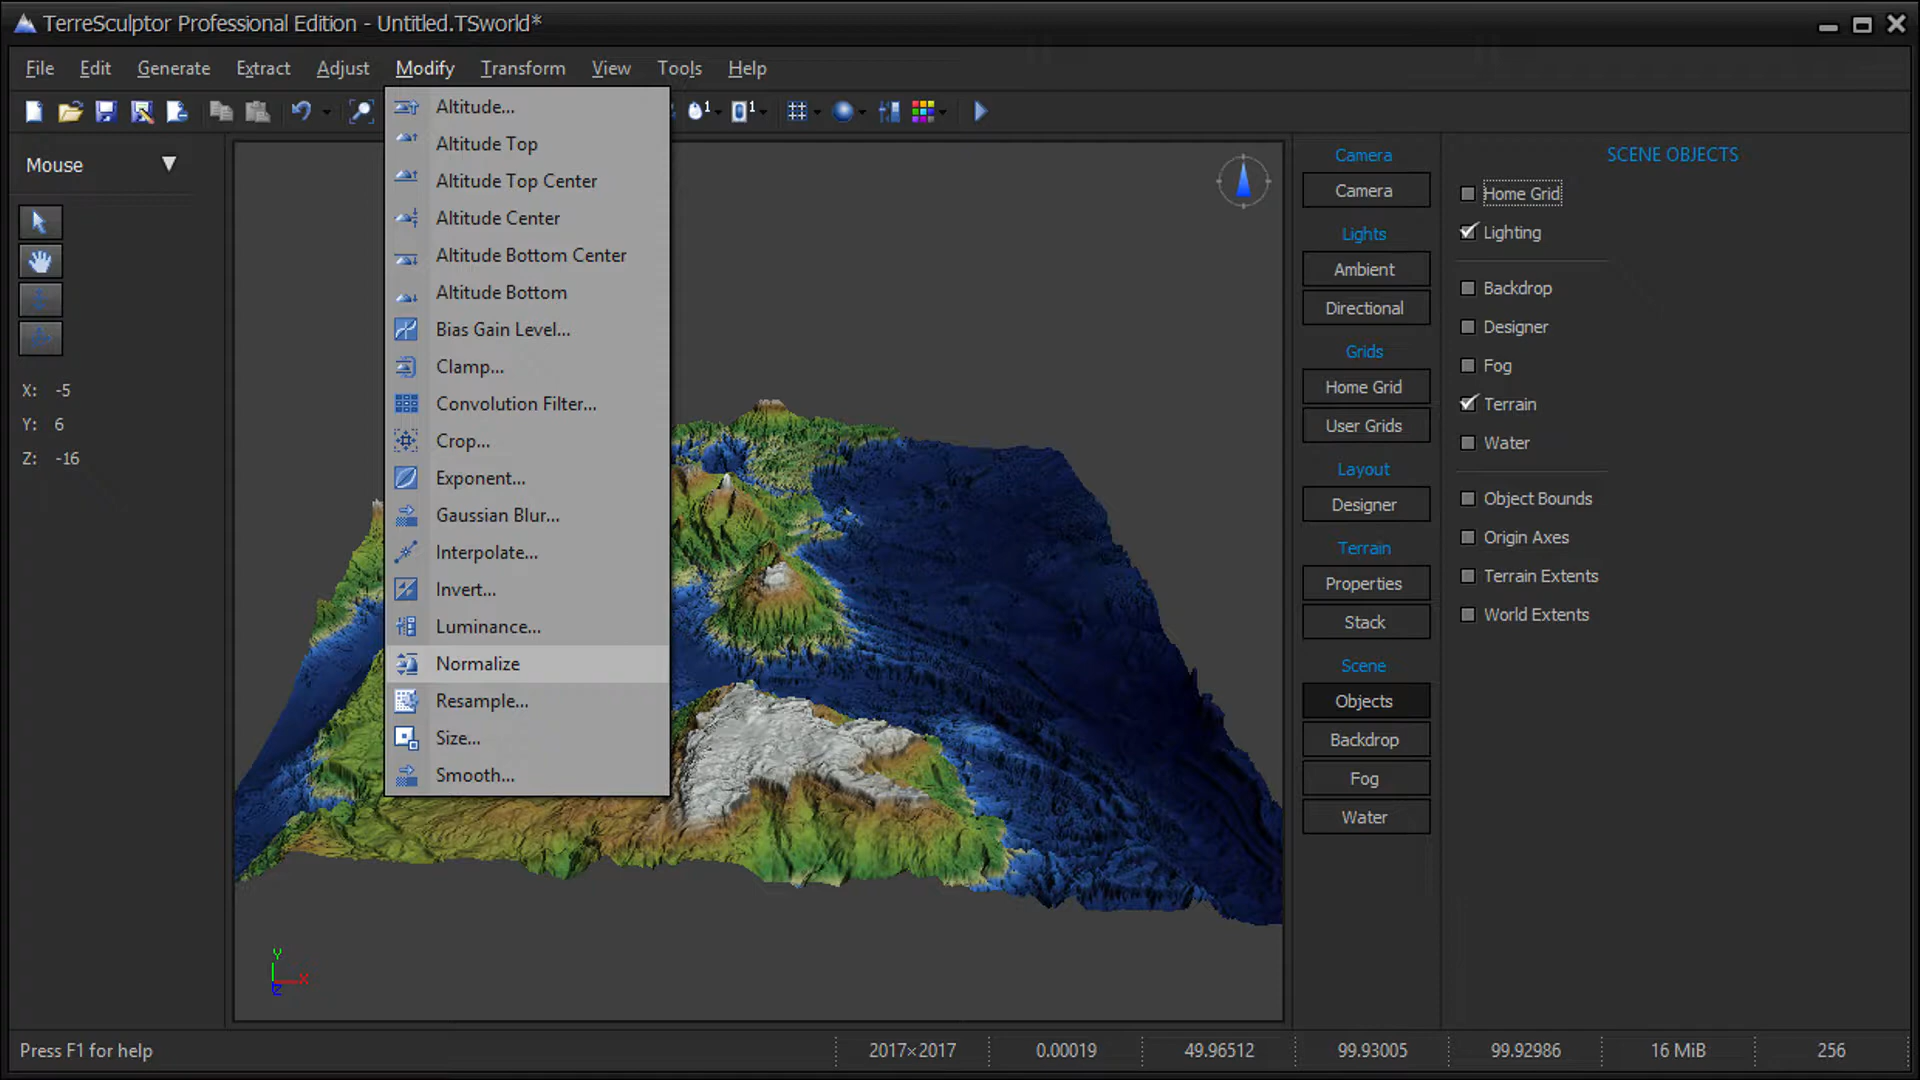 TerreSculptor Professional Edition - Untitled.TSworld*
File Edit Generate Extract Adjust Modify Transform View Tools Help
1 1
Mouse
X: -5
Y: 6
Z: -16
Altitude...
Altitude Top
Altitude Top Center
Altitude Center
Altitude Bottom Center
Altitude Bottom
Bias Gain Level...
Clamp...
Convolution Filter...
Crop...
Exponent...
Gaussian Blur...
Interpolate...
Invert...
Luminance...
Normalize
Resample...
Size...
Smooth...
Y
X
Z
Camera
Camera
Lights
Ambient
Directional
Grids
Home Grid
User Grids
Layout
Designer
Terrain
Properties
Stack
Scene
Objects
Backdrop
Fog
Water
SCENE OBJECTS
Home Grid
Lighting
Backdrop
Designer
Fog
Terrain
Water
Object Bounds
Origin Axes
Terrain Extents
World Extents
Press F1 for help
2017×2017 0.00019 49.96512 99.93005 99.92986 16 MiB 256